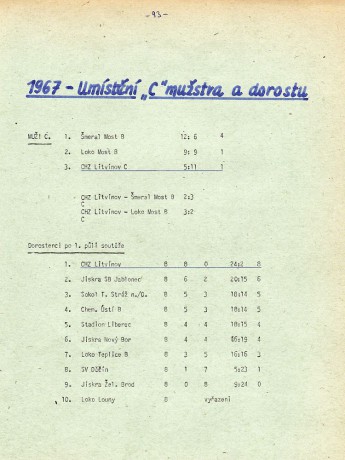 -93-
1967 - Umístění „C" mužstva a dorostu
MUŽI C. 1. Šmeral Most B 12: 6 4
2. Loko Most B 9: 9 1
3. CHZ Litvínov C 5:11 1
CHZ Litvínov - Šmeral Most B 2:3
C
CHZ Litvínov - Loko Most B 3:2
C
Dorostenci po 1. půli soutěže
1. CHZ Litvínov 8 8 0 24:2 8
2. Jiskra SB Jablonec 8 6 2 20:15 6
3. Sokol T. Stráž n./O. 8 5 3 18:14 5
4. Chem. Ústí B 8 5 3 18:14 5
5. Stadion Liberec 8 4 4 18:15 4
6. Jiskra Nový Bor 8 4 4 16:19 4
7. Loko Teplice B 8 3 5 16:16 3
8. SV Děčín 8 1 7 5:23 1
9. Jiskra Žel. Brod 8 0 8 9:24 0
10. Loko Louny 8 vyřazení